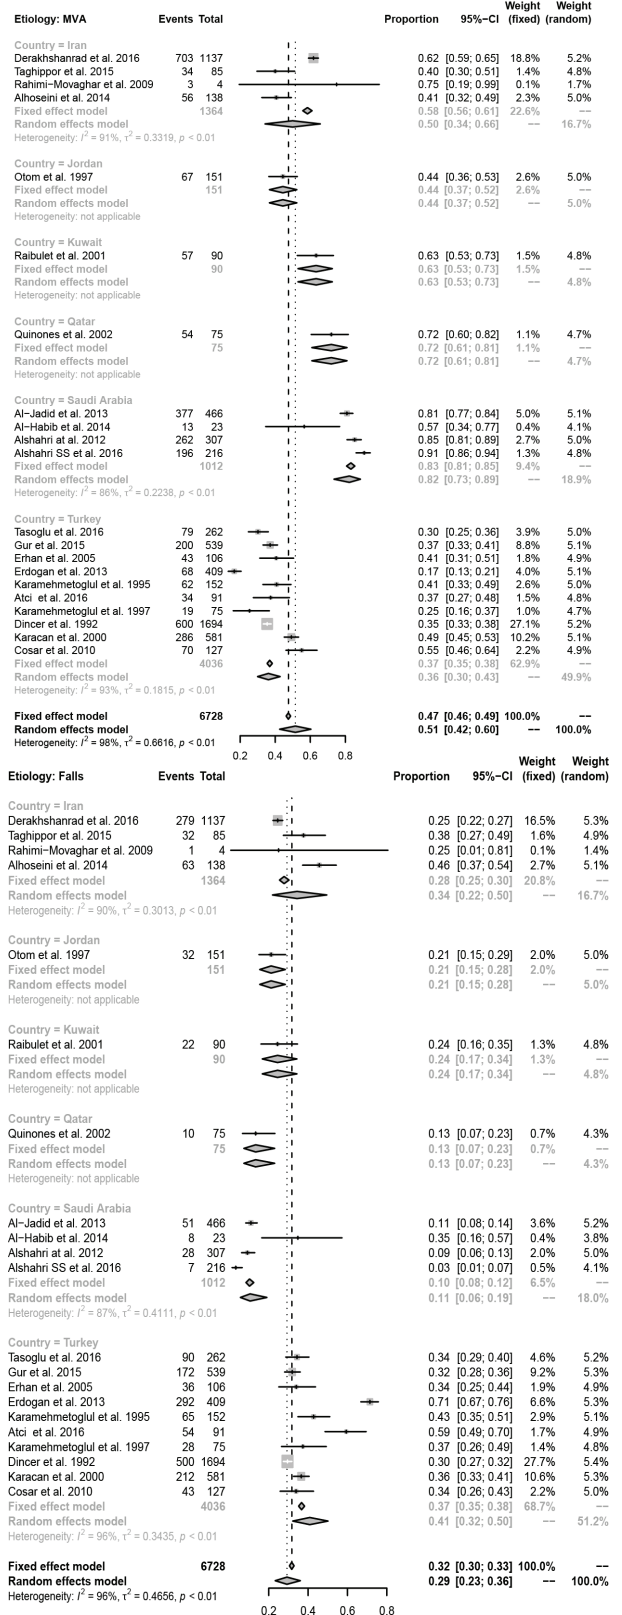 Etiology: MVA Events Total Proportion 95%−CI Weight (fixed) Weight (random)
Country = Iran
Derakhshanrad et al. 2016 703 1137 0.62 [0.59; 0.65] 18.8% 5.2%
Taghippor et al. 2015 34 85 0.40 [0.30; 0.51] 1.4% 4.8%
Rahimi−Movaghar et al. 2009 3 4 0.75 [0.19; 0.99] 0.1% 1.7%
Alhoseini et al. 2014 56 138 0.41 [0.32; 0.49] 2.3% 5.0%
Fixed effect model 1364 0.58 [0.56; 0.61] 22.6% −−
Random effects model 0.50 [0.34; 0.66] −− 16.7%
Heterogeneity: I² = 91%, τ² = 0.3319, p < 0.01
Country = Jordan
Otom et al. 1997 67 151 0.44 [0.36; 0.53] 2.6% 5.0%
Fixed effect model 151 0.44 [0.37; 0.52] 2.6% −−
Random effects model 0.44 [0.37; 0.52] −− 5.0%
Heterogeneity: not applicable
Country = Kuwait
Raibulet et al. 2001 57 90 0.63 [0.53; 0.73] 1.5% 4.8%
Fixed effect model 90 0.63 [0.53; 0.73] 1.5% −−
Random effects model 0.63 [0.53; 0.73] −− 4.8%
Heterogeneity: not applicable
Country = Qatar
Quinones et al. 2002 54 75 0.72 [0.60; 0.82] 1.1% 4.7%
Fixed effect model 75 0.72 [0.61; 0.81] 1.1% −−
Random effects model 0.72 [0.61; 0.81] −− 4.7%
Heterogeneity: not applicable
Country = Saudi Arabia
Al−Jadid et al. 2013 377 466 0.81 [0.77; 0.84] 5.0% 5.1%
Al−Habib et al. 2014 13 23 0.57 [0.34; 0.77] 0.4% 4.1%
Alshahri at al. 2012 262 307 0.85 [0.81; 0.89] 2.7% 5.0%
Alshahri SS et al. 2016 196 216 0.91 [0.86; 0.94] 1.3% 4.8%
Fixed effect model 1012 0.83 [0.81; 0.85] 9.4% −−
Random effects model 0.82 [0.73; 0.89] −− 18.9%
Heterogeneity: I² = 86%, τ² = 0.2238, p < 0.01
Country = Turkey
Tasoglu et al. 2016 79 262 0.30 [0.25; 0.36] 3.9% 5.0%
Gur et al. 2015 200 539 0.37 [0.33; 0.41] 8.8% 5.1%
Erhan et al. 2005 43 106 0.41 [0.31; 0.51] 1.8% 4.9%
Erdogan et al. 2013 68 409 0.17 [0.13; 0.21] 4.0% 5.1%
Karamehmetoglul et al. 1995 62 152 0.41 [0.33; 0.49] 2.6% 5.0%
Atci et al. 2016 34 91 0.37 [0.27; 0.48] 1.5% 4.8%
Karamehmetoglul et al. 1997 19 75 0.25 [0.16; 0.37] 1.0% 4.7%
Dincer et al. 1992 600 1694 0.35 [0.33; 0.38] 27.1% 5.2%
Karacan et al. 2000 286 581 0.49 [0.45; 0.53] 10.2% 5.1%
Cosar et al. 2010 70 127 0.55 [0.46; 0.64] 2.2% 4.9%
Fixed effect model 4036 0.37 [0.35; 0.38] 62.9% −−
Random effects model 0.36 [0.30; 0.43] −− 49.9%
Heterogeneity: I² = 93%, τ² = 0.1815, p < 0.01
Fixed effect model 6728 0.47 [0.46; 0.49] 100.0% −−
Random effects model 0.51 [0.42; 0.60] −− 100.0%
Heterogeneity: I² = 98%, τ² = 0.6616, p < 0.01
0.2 0.4 0.6 0.8
Etiology: Falls Events Total Proportion 95%−CI Weight (fixed) Weight (random)
Country = Iran
Derakhshanrad et al. 2016 279 1137 0.25 [0.22; 0.27] 16.5% 5.3%
Taghippor et al. 2015 32 85 0.38 [0.27; 0.49] 1.6% 4.9%
Rahimi−Movaghar et al. 2009 1 4 0.25 [0.01; 0.81] 0.1% 1.4%
Alhoseini et al. 2014 63 138 0.46 [0.37; 0.54] 2.7% 5.1%
Fixed effect model 1364 0.28 [0.25; 0.30] 20.8% −−
Random effects model 0.34 [0.22; 0.50] −− 16.7%
Heterogeneity: I² = 90%, τ² = 0.3013, p < 0.01
Country = Jordan
Otom et al. 1997 32 151 0.21 [0.15; 0.29] 2.0% 5.0%
Fixed effect model 151 0.21 [0.15; 0.28] 2.0% −−
Random effects model 0.21 [0.15; 0.28] −− 5.0%
Heterogeneity: not applicable
Country = Kuwait
Raibulet et al. 2001 22 90 0.24 [0.16; 0.35] 1.3% 4.8%
Fixed effect model 90 0.24 [0.17; 0.34] 1.3% −−
Random effects model 0.24 [0.17; 0.34] −− 4.8%
Heterogeneity: not applicable
Country = Qatar
Quinones et al. 2002 10 75 0.13 [0.07; 0.23] 0.7% 4.3%
Fixed effect model 75 0.13 [0.07; 0.23] 0.7% −−
Random effects model 0.13 [0.07; 0.23] −− 4.3%
Heterogeneity: not applicable
Country = Saudi Arabia
Al−Jadid et al. 2013 51 466 0.11 [0.08; 0.14] 3.6% 5.2%
Al−Habib et al. 2014 8 23 0.35 [0.16; 0.57] 0.4% 3.8%
Alshahri at al. 2012 28 307 0.09 [0.06; 0.13] 2.0% 5.0%
Alshahri SS et al. 2016 7 216 0.03 [0.01; 0.07] 0.5% 4.1%
Fixed effect model 1012 0.10 [0.08; 0.12] 6.5% −−
Random effects model 0.11 [0.06; 0.19] −− 18.0%
Heterogeneity: I² = 87%, τ² = 0.4111, p < 0.01
Country = Turkey
Tasoglu et al. 2016 90 262 0.34 [0.29; 0.40] 4.6% 5.2%
Gur et al. 2015 172 539 0.32 [0.28; 0.36] 9.2% 5.3%
Erhan et al. 2005 36 106 0.34 [0.25; 0.44] 1.9% 4.9%
Erdogan et al. 2013 292 409 0.71 [0.67; 0.76] 6.6% 5.3%
Karamehmetoglul et al. 1995 65 152 0.43 [0.35; 0.51] 2.9% 5.1%
Atci et al. 2016 54 91 0.59 [0.49; 0.70] 1.7% 4.9%
Karamehmetoglul et al. 1997 28 75 0.37 [0.26; 0.49] 1.4% 4.8%
Dincer et al. 1992 500 1694 0.30 [0.27; 0.32] 27.7% 5.4%
Karacan et al. 2000 212 581 0.36 [0.33; 0.41] 10.6% 5.3%
Cosar et al. 2010 43 127 0.34 [0.26; 0.43] 2.2% 5.0%
Fixed effect model 4036 0.37 [0.35; 0.38] 68.7% −−
Random effects model 0.41 [0.32; 0.50] −− 51.2%
Heterogeneity: I² = 96%, τ² = 0.3435, p < 0.01
Fixed effect model 6728 0.32 [0.30; 0.33] 100.0% −−
Random effects model 0.29 [0.23; 0.36] −− 100.0%
Heterogeneity: I² = 96%, τ² = 0.4656, p < 0.01
0.2 0.4 0.6 0.8